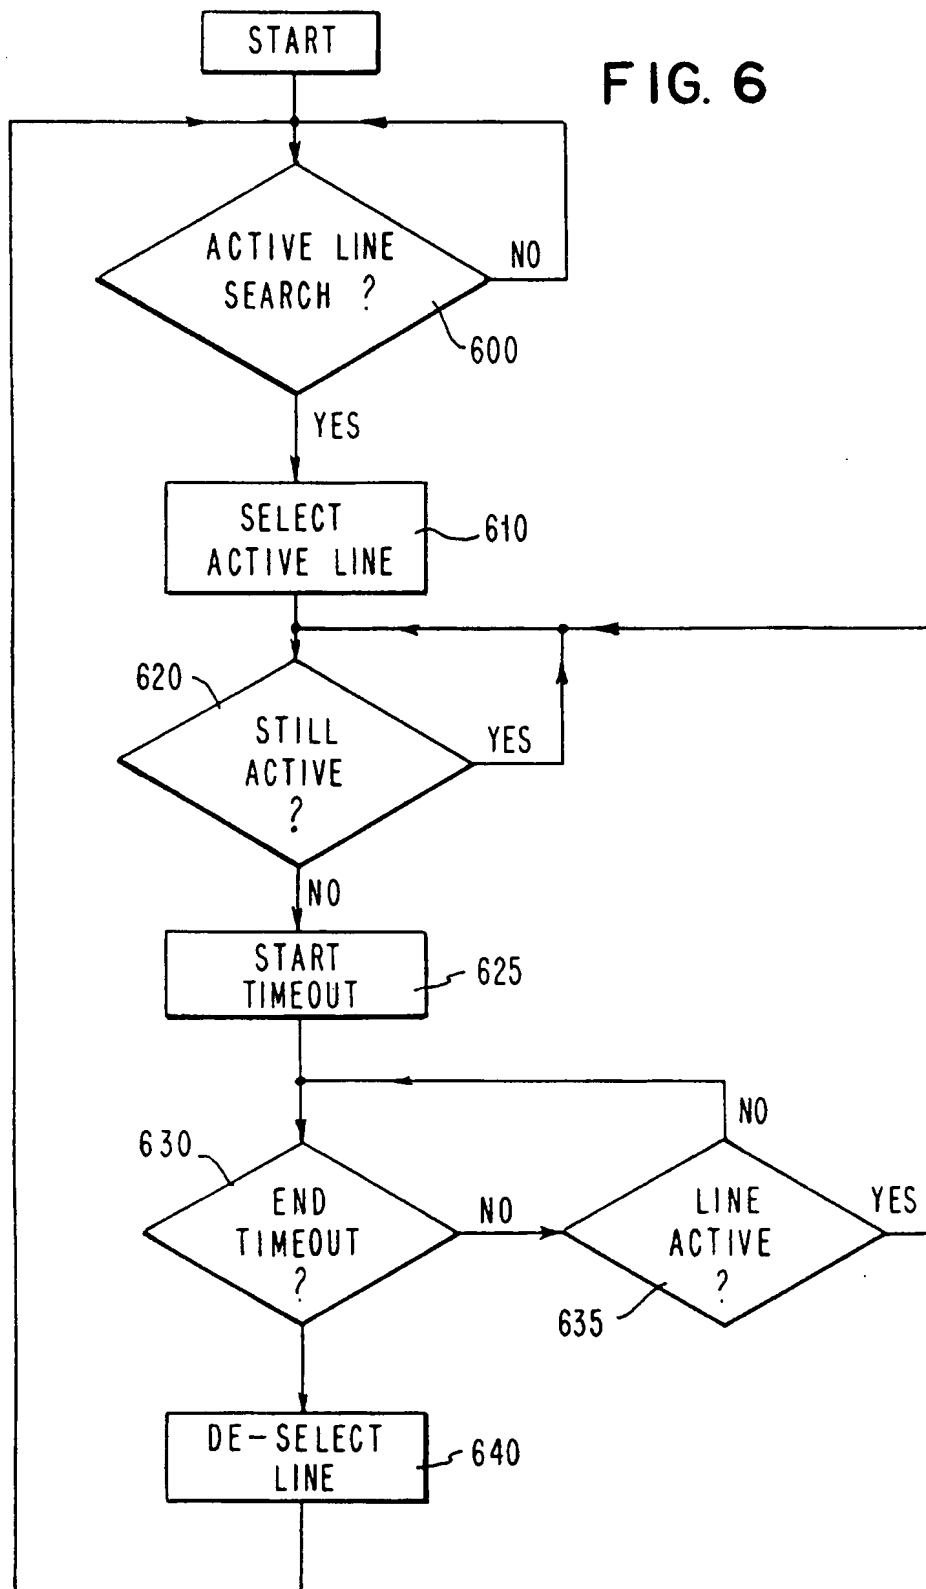 START
FIG. 6
ACTIVE LINE
SEARCH ?
NO
600
YES
SELECT
ACTIVE LINE
610
620
STILL
ACTIVE
?
YES
NO
START
TIMEOUT
625
630
END
TIMEOUT
?
NO
LINE
ACTIVE
?
NO
YES
635
DE-SELECT
LINE
640